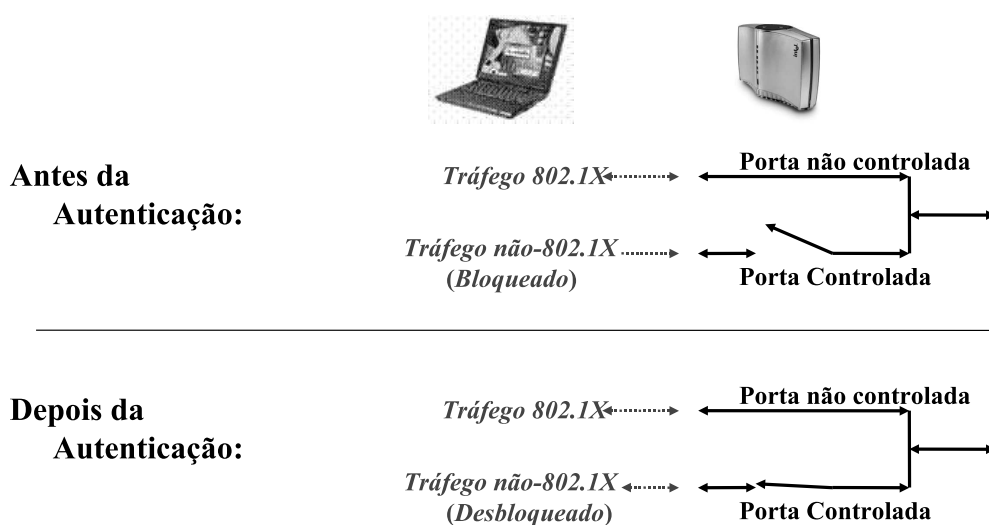 Antes da
Autenticação:
Tráfego 802.1X
Porta não controlada
Tráfego não-802.1X
(Bloqueado)
Porta Controlada
Depois da
Autenticação:
Tráfego 802.1X
Porta não controlada
Tráfego não-802.1X
(Desbloqueado)
Porta Controlada